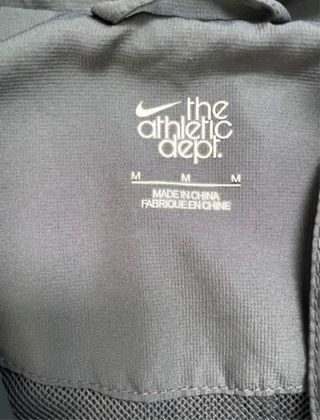 the
athletic
dept.
M M M
MADE IN CHINA
FABRIQUE EN CHINE